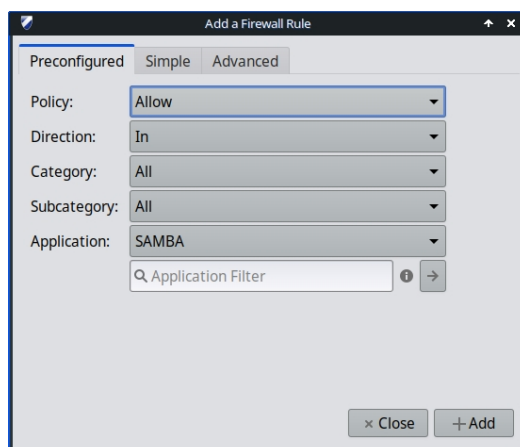 Add a Firewall Rule
Preconfigured Simple Advanced
Policy: Allow
Direction: In
Category: All
Subcategory: All
Application: SAMBA
Application Filter
Close Add